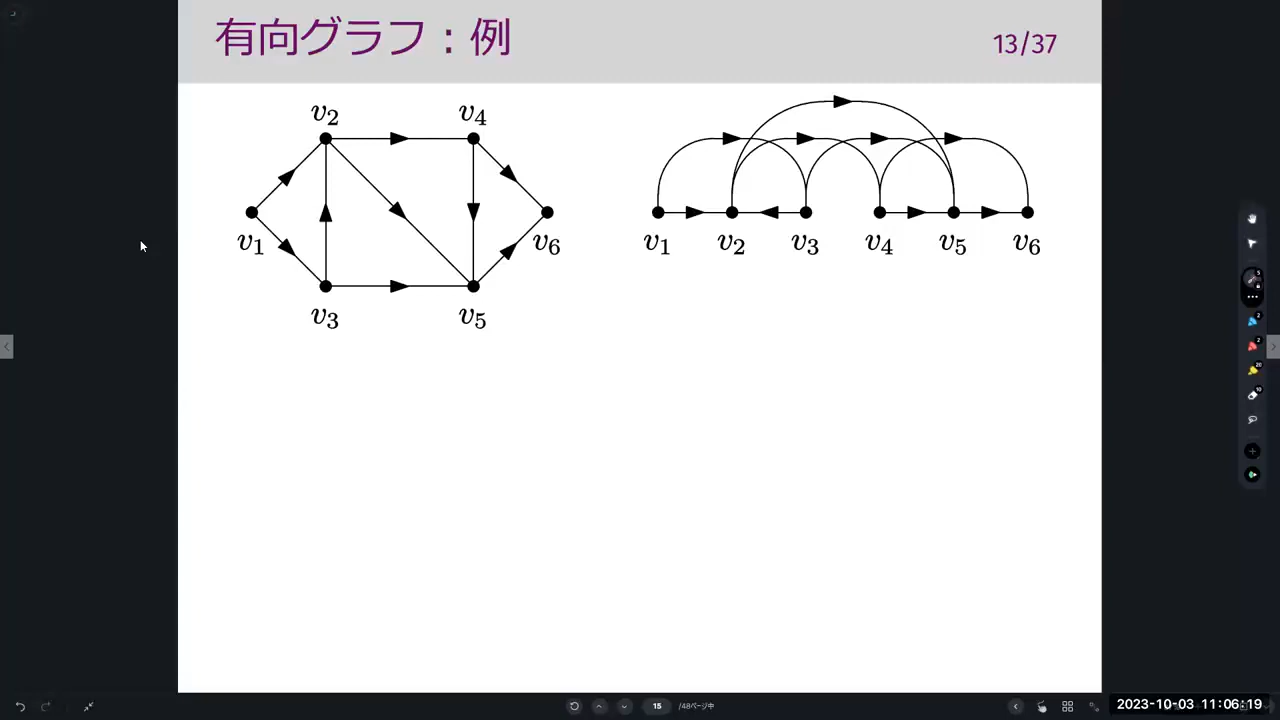 有向グラフ：例
13/37
v2 v4
v1 v6
v3 v5
v1 v2 v3 v4 v5 v6
15 /48ページ中
2023-10-03 11:06:19